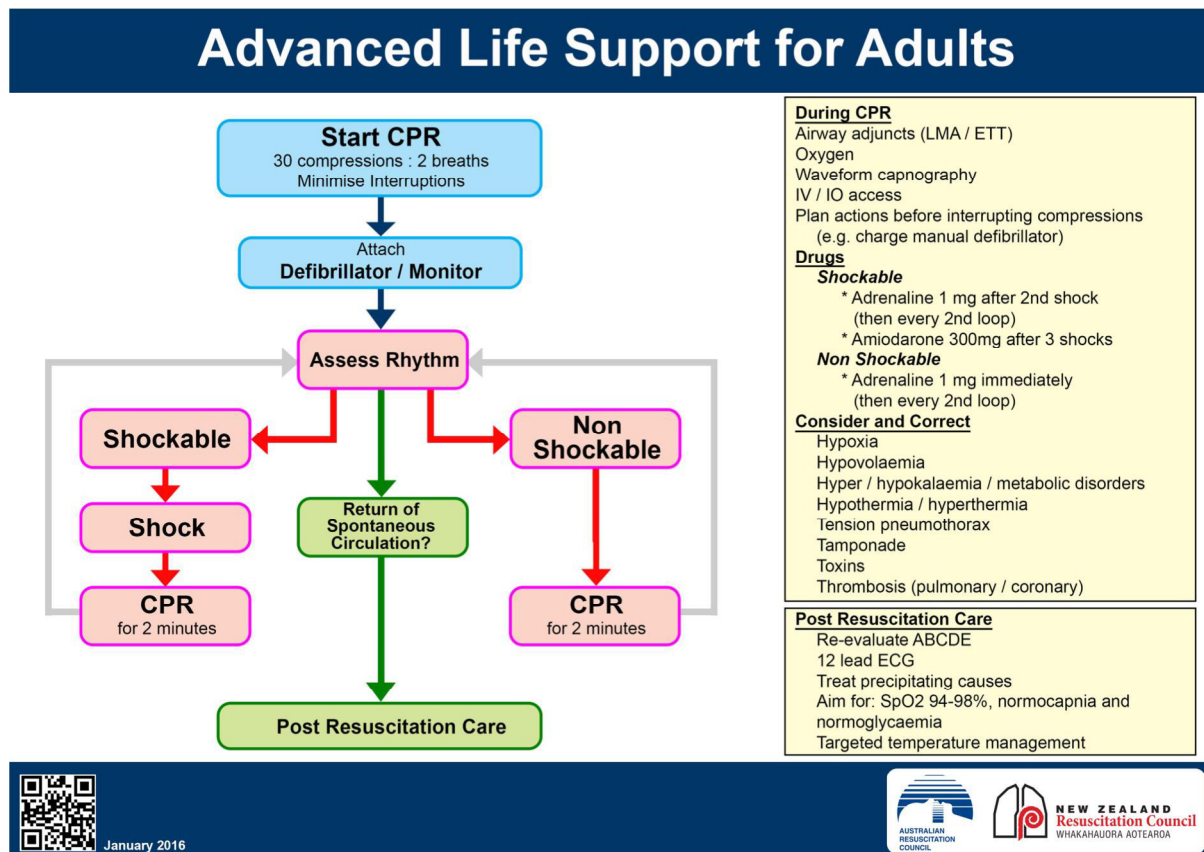 Advanced Life Support for Adults
Start CPR
30 compressions : 2 breaths
Minimise Interruptions
Attach
Defibrillator / Monitor
Assess Rhythm
Shockable
Non
Shockable
Shock
Return of
Spontaneous
Circulation?
CPR
for 2 minutes
CPR
for 2 minutes
Post Resuscitation Care
During CPR
Airway adjuncts (LMA / ETT)
Oxygen
Waveform capnography
IV / IO access
Plan actions before interrupting compressions
(e.g. charge manual defibrillator)
Drugs
Shockable
* Adrenaline 1 mg after 2nd shock
(then every 2nd loop)
* Amiodarone 300mg after 3 shocks
Non Shockable
* Adrenaline 1 mg immediately
(then every 2nd loop)
Consider and Correct
Hypoxia
Hypovolaemia
Hyper / hypokalaemia / metabolic disorders
Hypothermia / hyperthermia
Tension pneumothorax
Tamponade
Toxins
Thrombosis (pulmonary / coronary)
Post Resuscitation Care
Re-evaluate ABCDE
12 lead ECG
Treat precipitating causes
Aim for: SpO2 94-98%, normocapnia and
normoglycaemia
Targeted temperature management
January 2016
AUSTRALIAN
RESUSCITATION
COUNCIL
NEW ZEALAND
Resuscitation Council
WHAKAHAUORA AOTEAROA